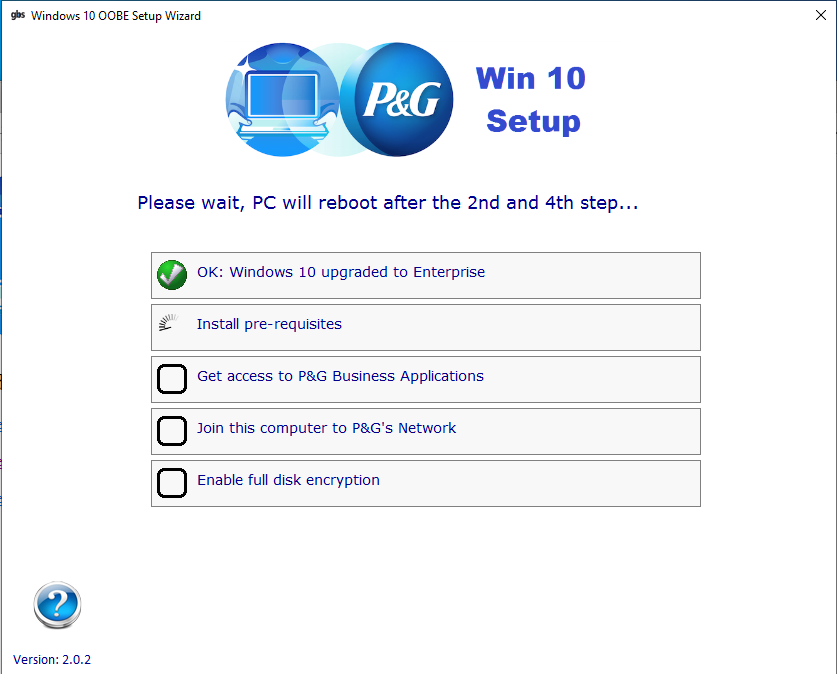 gbs Windows 10 OOBE Setup Wizard
P&G
Win 10
Setup
Please wait, PC will reboot after the 2nd and 4th step...
OK: Windows 10 upgraded to Enterprise
Install pre-requisites
Get access to P&G Business Applications
Join this computer to P&G's Network
Enable full disk encryption
?
Version: 2.0.2